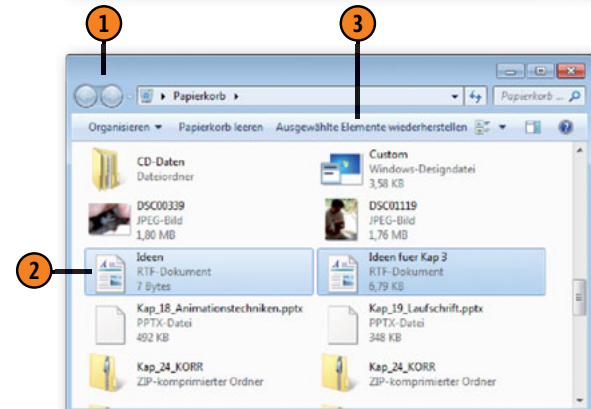 1
3
Papierkorb
Papierkorb ...
Organisieren
Papierkorb leeren
Ausgewählte Elemente wiederherstellen
CD-Daten
Dateiordner
Custom
Windows-Designdatei
3,58 KB
DSC00339
JPEG-Bild
1,80 MB
DSC01119
JPEG-Bild
1,76 MB
2
Ideen
RTF-Dokument
7 Bytes
Ideen fuer Kap 3
RTF-Dokument
6,79 KB
Kap_18_Animationstechniken.pptx
PPTX-Datei
492 KB
Kap_19_Laufschrift.pptx
PPTX-Datei
348 KB
Kap_24_KORR
ZIP-komprimierter Ordner
Kap_24_KORR
ZIP-komprimierter Ordner